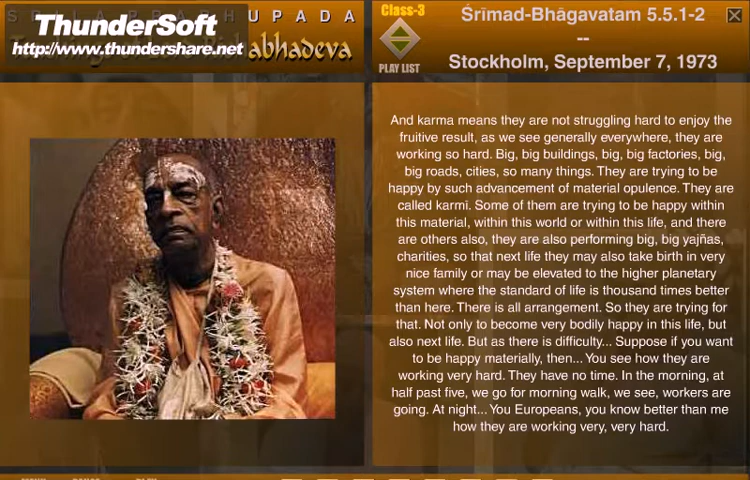 S R I L A P R A B H U P A D A
ThunderSoft
http://www.thundershare.net
abhadeva
Class-3
PLAY LIST
Śrīmad-Bhāgavatam 5.5.1-2
--
Stockholm, September 7, 1973
And karma means they are not struggling hard to enjoy the
fruitive result, as we see generally everywhere, they are
working so hard. Big, big buildings, big, big factories, big,
big roads, cities, so many things. They are trying to be
happy by such advancement of material opulence. They are
called karmī. Some of them are trying to be happy within
this material, within this world or within this life, and there
are others also, they are also performing big, big yajñas,
charities, so that next life they may also take birth in very
nice family or may be elevated to the higher planetary
system where the standard of life is thousand times better
than here. There is all arrangement. So they are trying for
that. Not only to become very bodily happy in this life, but
also next life. But as there is difficulty... Suppose if you want
to be happy materially, then... You see how they are
working very hard. They have no time. In the morning, at
half past five, we go for morning walk, we see, workers are
going. At night... You Europeans, you know better than me
how they are working very, very hard.